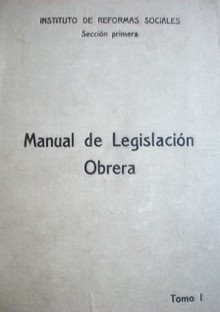 INSTITUTO DE REFORMAS SOCIALES
Sección primera
Manual de Legislación
Obrera
Tomo I